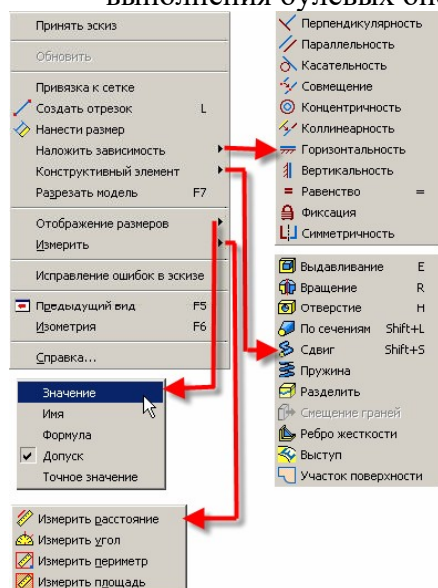 выполнения булевых
Принять эскиз
Обновить
Привязка к сетке
Создать отрезок L
Нанести размер
Наложить зависимость
Конструктивный элемент
Разрезать модель F7
Отображение размеров
Измерить
Исправление ошибок в эскизе
Предыдущий вид F5
Изометрия F6
Справка...
Перпендикулярность
Параллельность
Касательность
Совмещение
Концентричность
Коллинеарность
Горизонтальность
Вертикальность
Равенство =
Фиксация
Симметричность
Выдавливание E
Вращение R
Отверстие H
По сечениям Shift+L
Сдвиг Shift+S
Пружина
Разделить
Смещение граней
Ребро жесткости
Выступ
Участок поверхности
Значение
Имя
Формула
Допуск
Точное значение
Измерить расстояние
Измерить угол
Измерить периметр
Измерить площадь